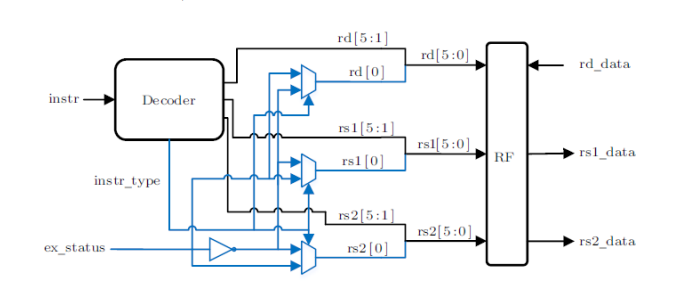 rd[5:1]
rd[5:0]
rd_data
rd[0]
instr
Decoder
rs1[5:1]
rs1[5:0]
rs1_data
RF
rs1[0]
instr_type
rs2[5:1]
rs2[5:0]
rs2_data
ex_status
rs2[0]